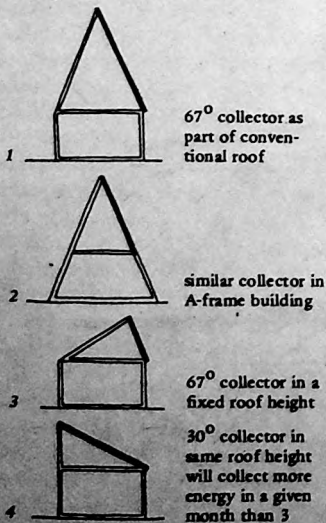 67° collector as
part of conven-
tional roof
1
similar collector in
A-frame building
2
67° collector in a
fixed roof height
3
30° collector in
same roof height
will collect more
energy in a given
month than 3
4